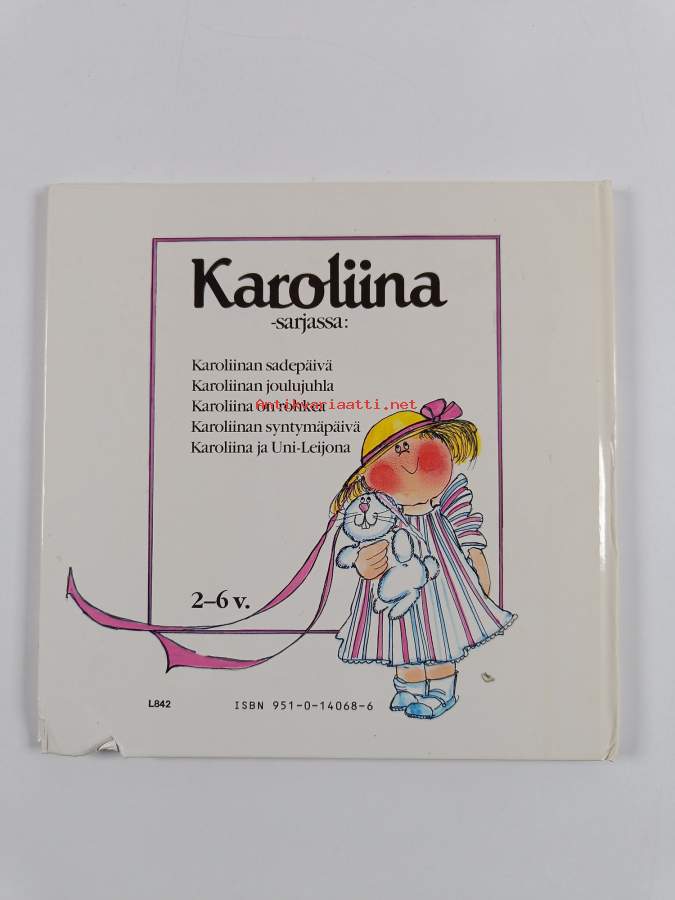 Karoliina
-sarjassa:
Karoliinan sadepäivä
Karoliinan joulujuhla
Karoliina on rohkea
Antikvariaatti.net
Karoliinan syntymäpäivä
Karoliina ja Uni-Leijona
2–6 v.
L842 ISBN 951-0-14068-6